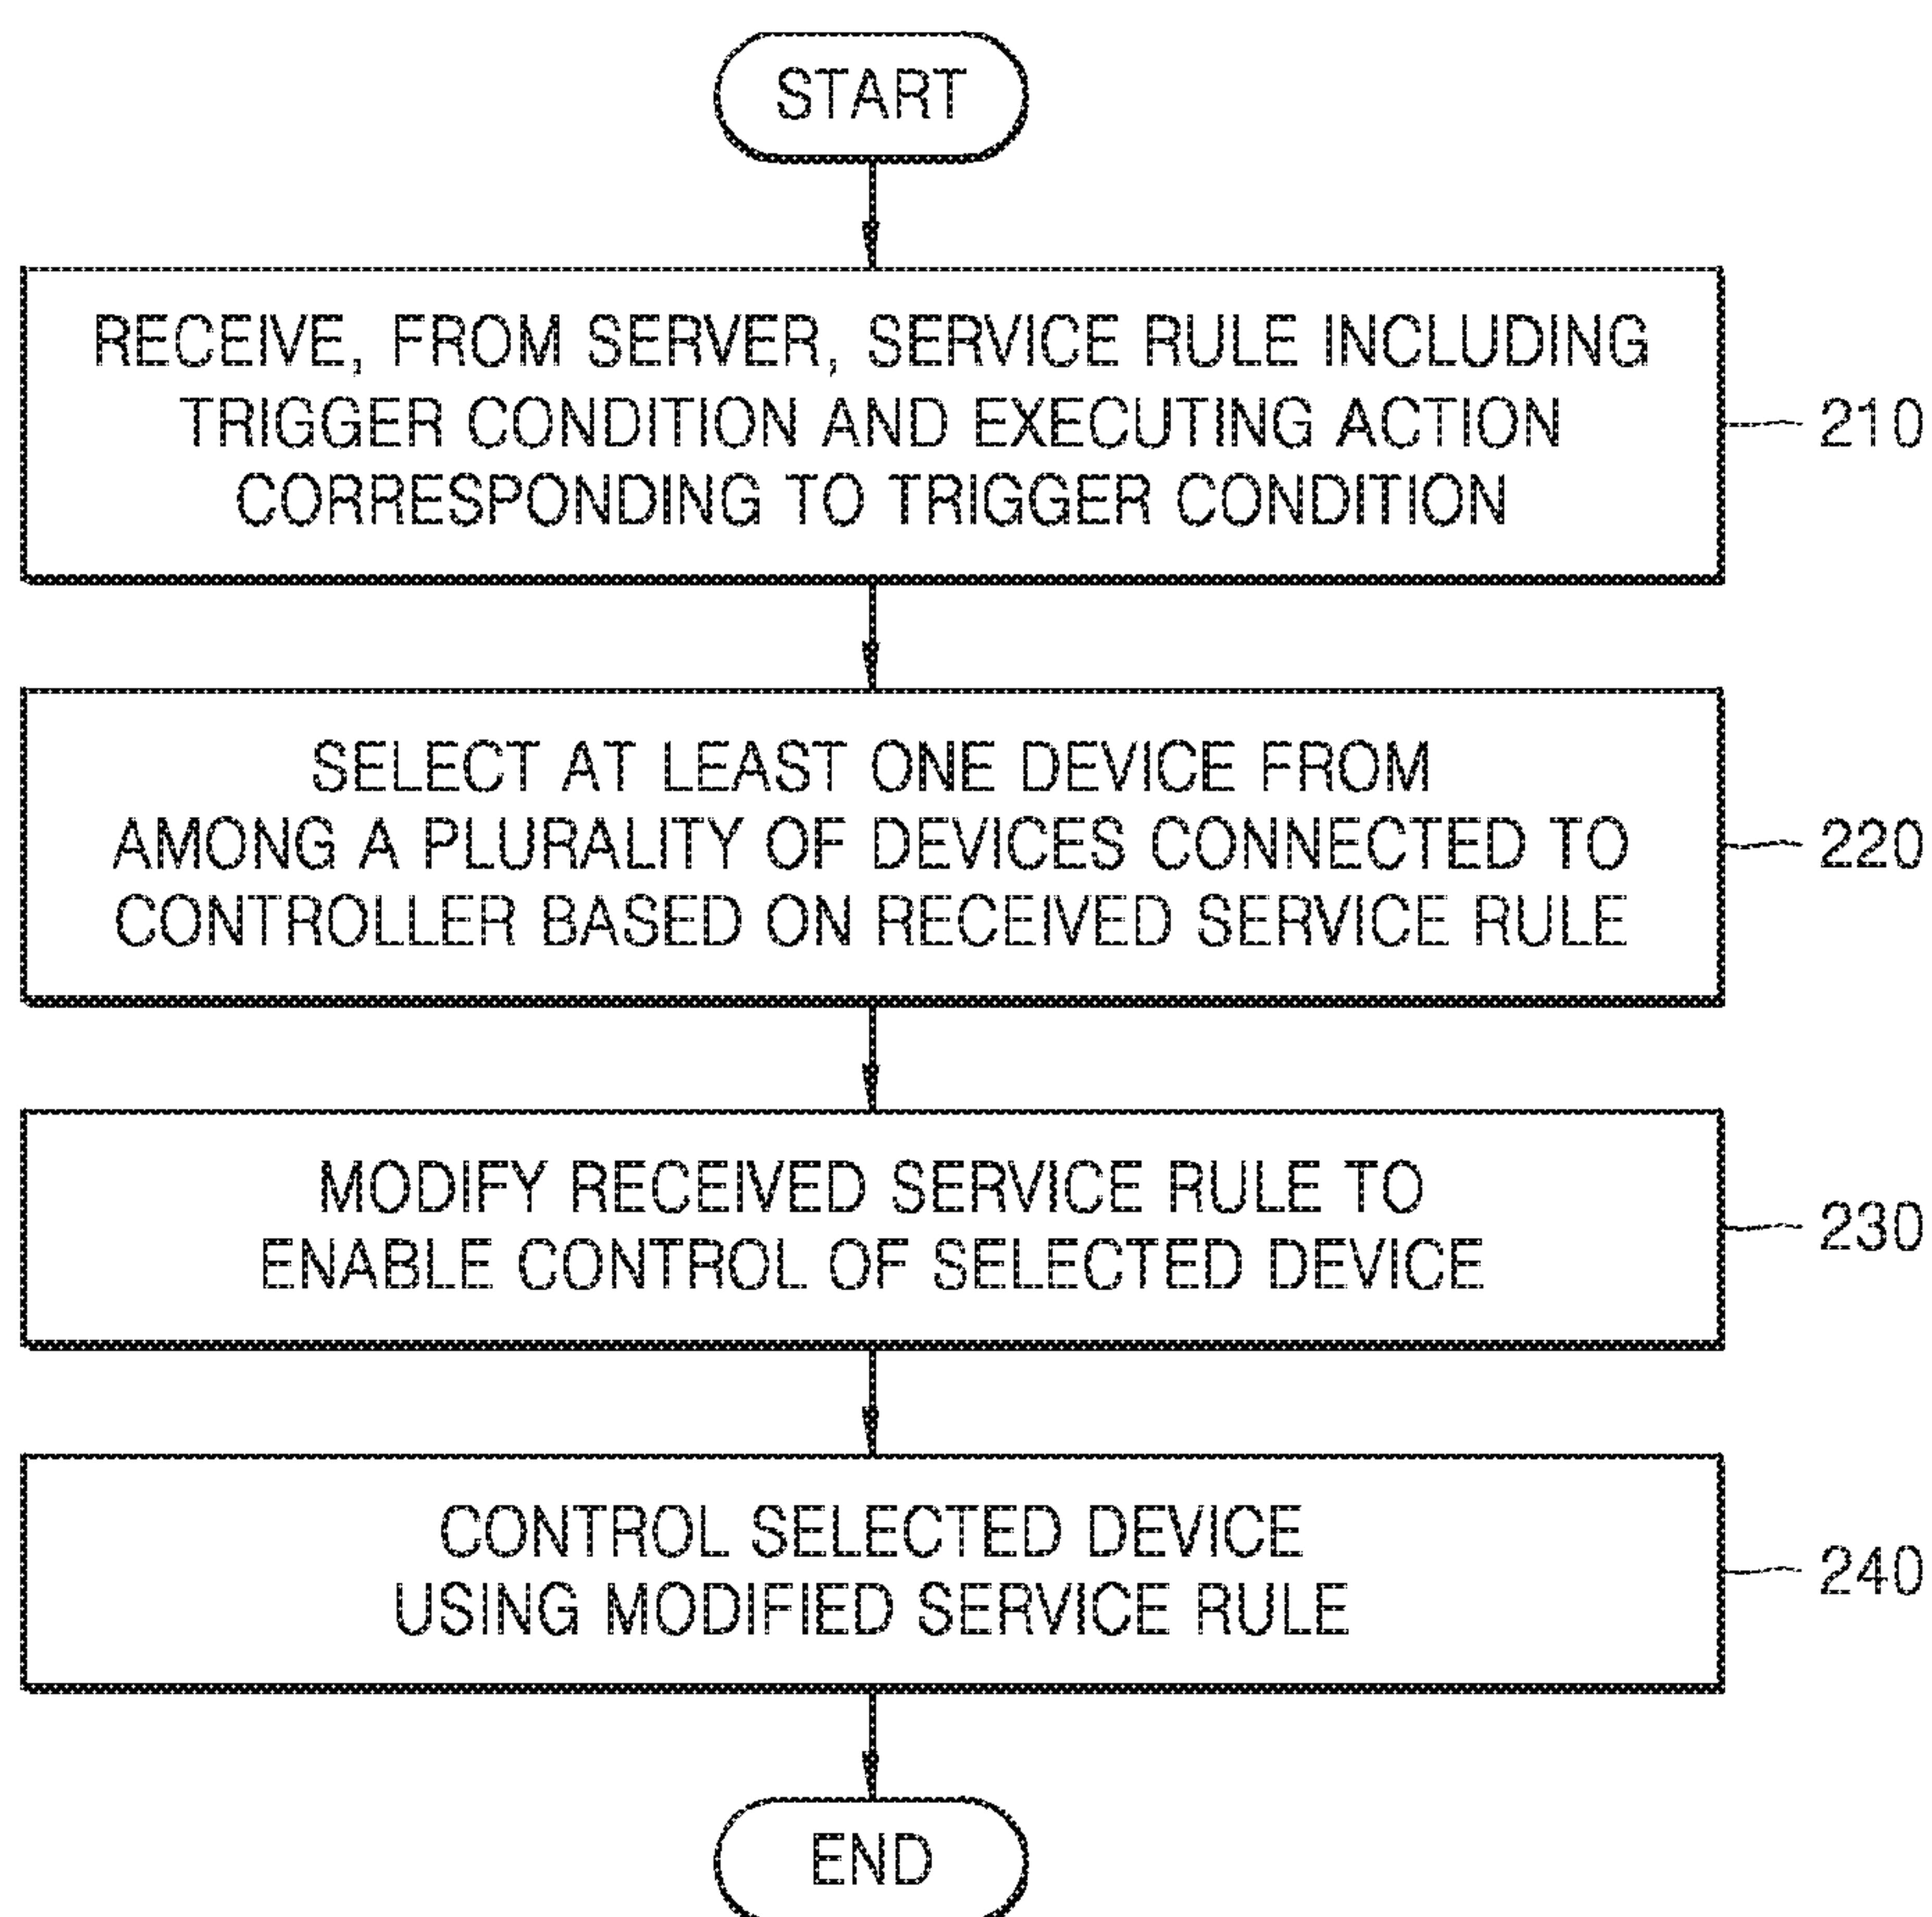 START
RECEIVE, FROM SERVER, SERVICE RULE INCLUDING
TRIGGER CONDITION AND EXECUTING ACTION
CORRESPONDING TO TRIGGER CONDITION
210
SELECT AT LEAST ONE DEVICE FROM
AMONG A PLURALITY OF DEVICES CONNECTED TO
CONTROLLER BASED ON RECEIVED SERVICE RULE
220
MODIFY RECEIVED SERVICE RULE TO
ENABLE CONTROL OF SELECTED DEVICE
230
CONTROL SELECTED DEVICE
USING MODIFIED SERVICE RULE
240
END